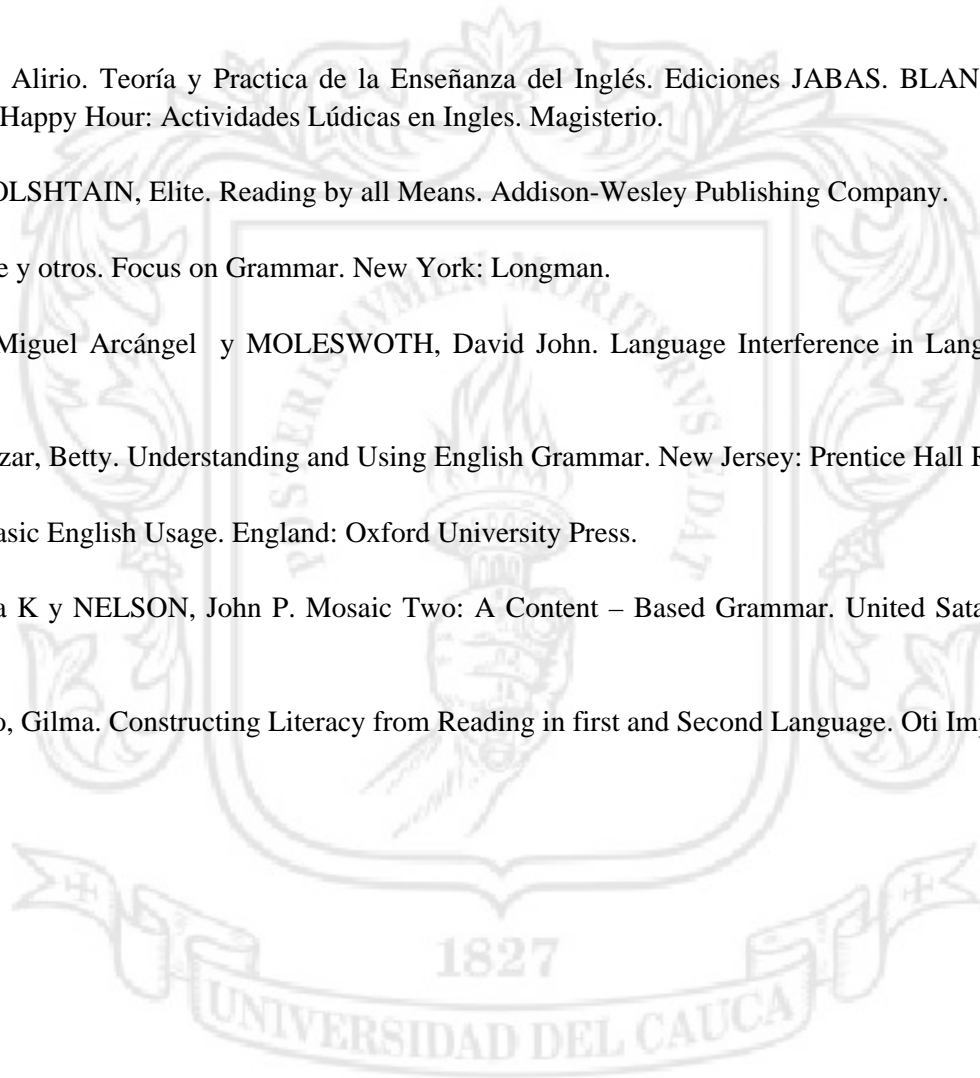 Alirio. Teoría y Practica de la Enseñanza del Inglés. Ediciones JABAS. BLAN
Happy Hour: Actividades Lúdicas en Ingles. Magisterio.
OLSHTAIN, Elite. Reading by all Means. Addison-Wesley Publishing Company.
e y otros. Focus on Grammar. New York: Longman.
Miguel Arcángel y MOLESWOTH, David John. Language Interference in Lang
zar, Betty. Understanding and Using English Grammar. New Jersey: Prentice Hall R
asic English Usage. England: Oxford University Press.
a K y NELSON, John P. Mosaic Two: A Content – Based Grammar. United Sata
o, Gilma. Constructing Literacy from Reading in first and Second Language. Oti Im
POSTERIS LVMEN MORITVRVS EDAT
1827
UNIVERSIDAD DEL CAUCA